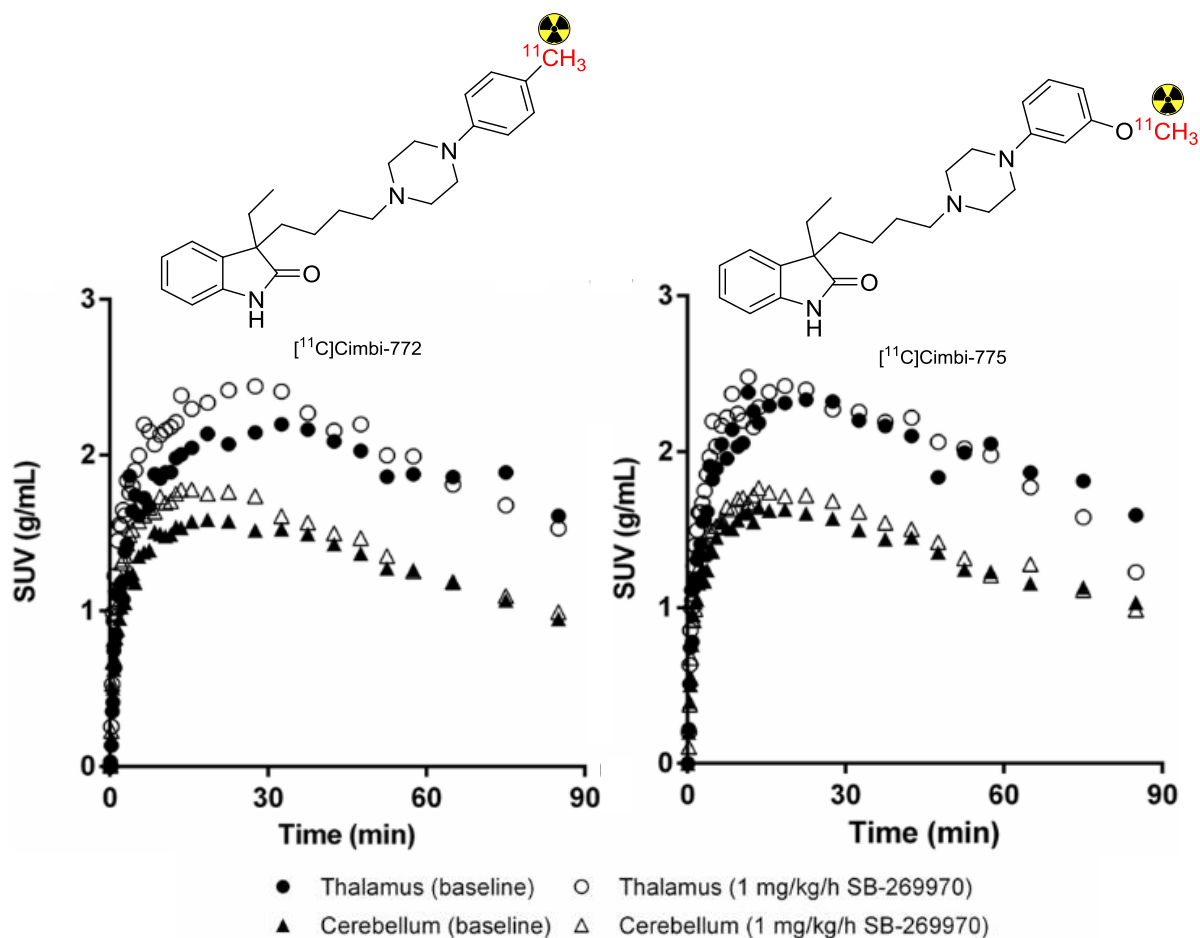 ¹¹CH₃
N
N
O
N
H
[¹¹C]Cimbi-772
O¹¹CH₃
N
N
O
N
H
[¹¹C]Cimbi-775
SUV (g/mL)
3
2
1
0
0 30 60 90
Time (min)
SUV (g/mL)
3
2
1
0
0 30 60 90
Time (min)
Thalamus (baseline) Thalamus (1 mg/kg/h SB-269970)
Cerebellum (baseline) Cerebellum (1 mg/kg/h SB-269970)